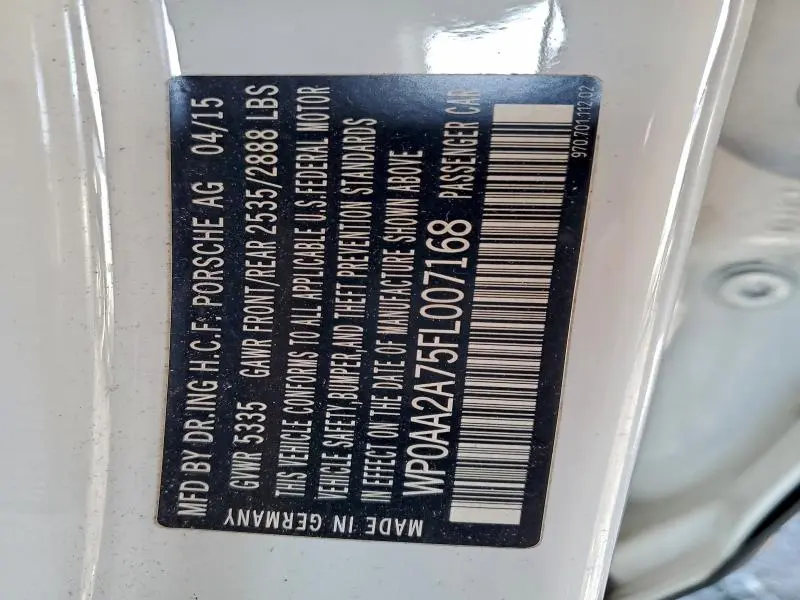 MFD BY DR.ING H.C.F. PORSCHE AG 04/15
GVWR 5335 GAWR FRONT/REAR 2535/2888 LBS
THIS VEHICLE CONFORMS TO ALL APPLICABLE U.S.FEDERAL MOTOR
VEHICLE SAFETY,BUMPER,AND THEFT PREVENTION STANDARDS
IN EFFECT ON THE DATE OF MANUFACTURE SHOWN ABOVE
WP0AA2A75FL007168 PASSENGER CAR
970.701.112.02
MADE IN GERMANY